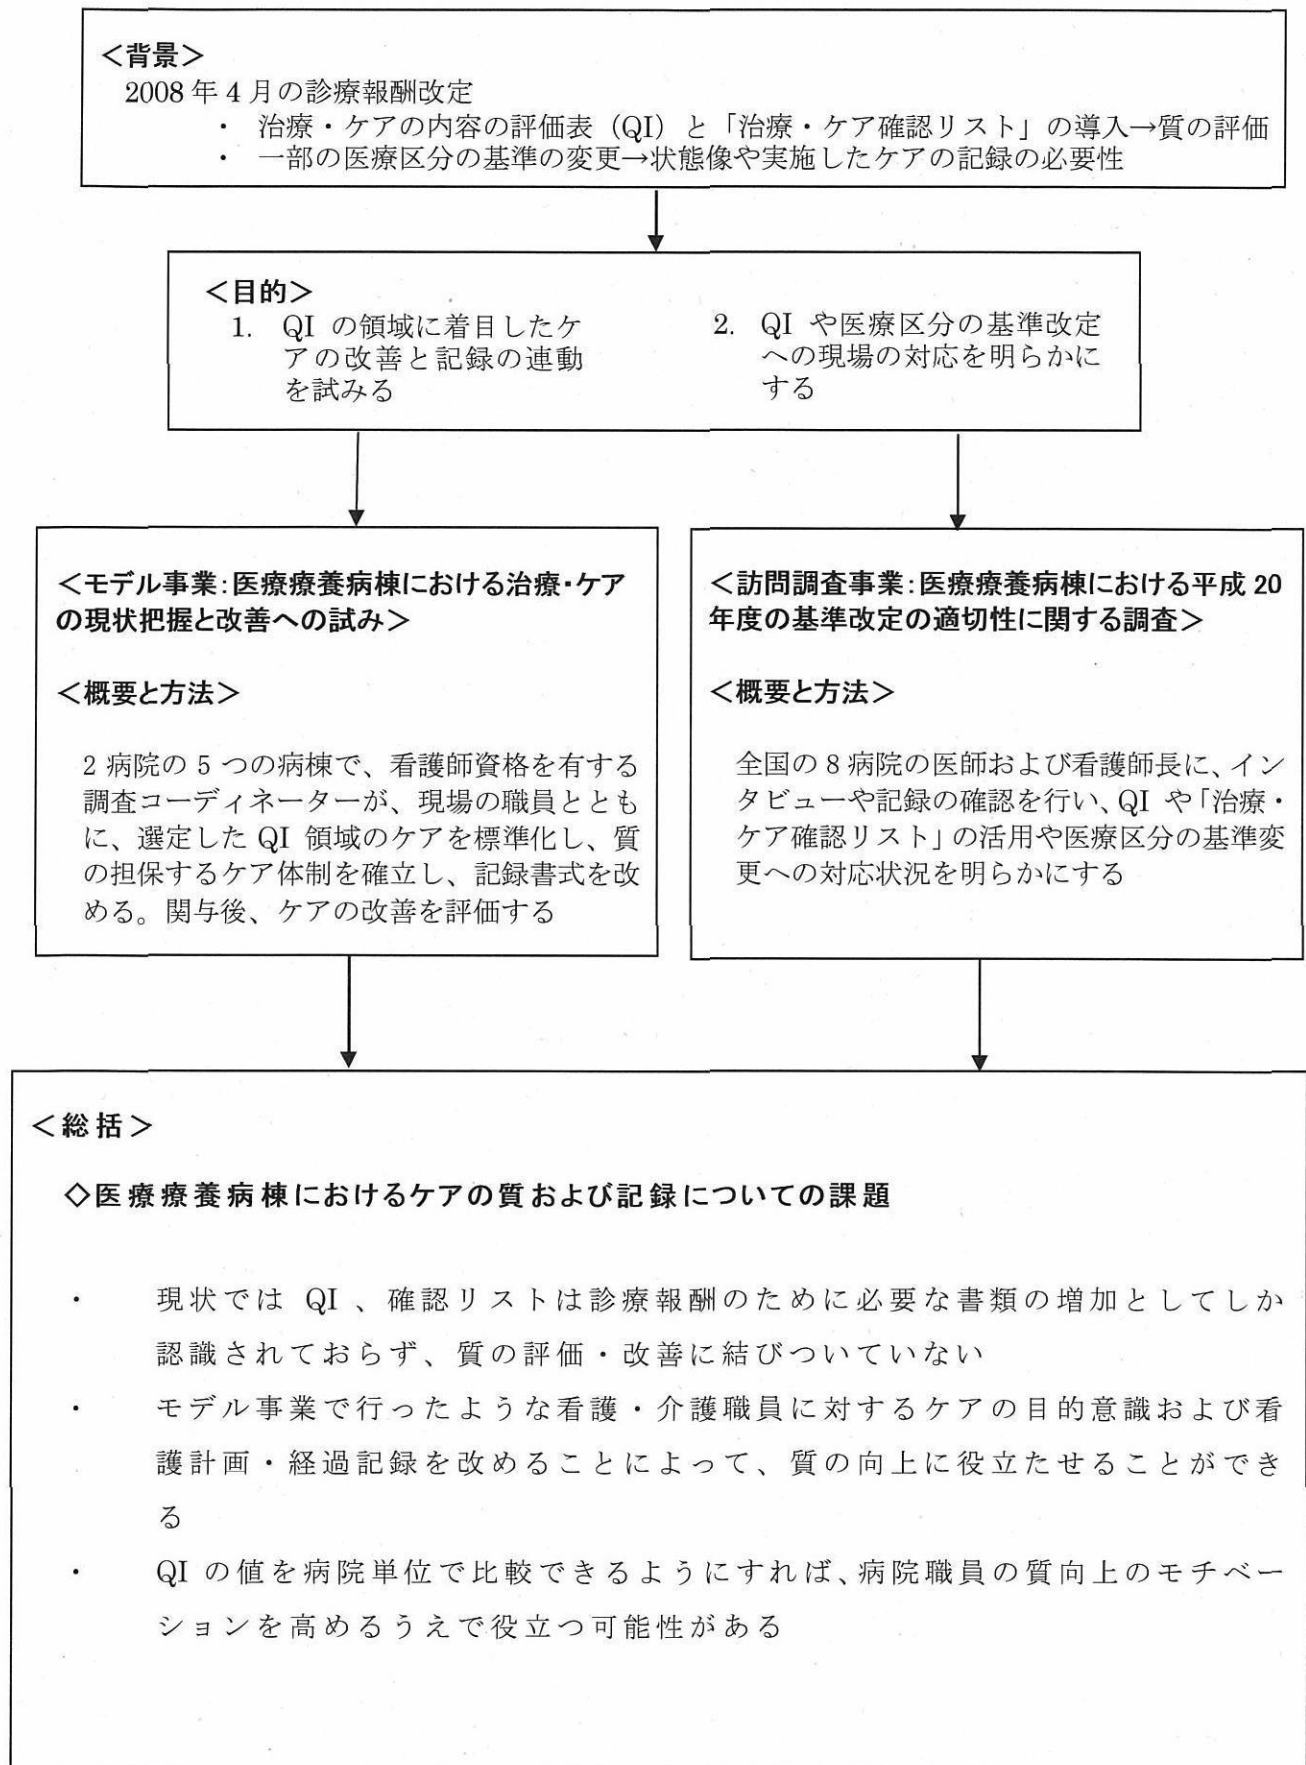 ＜背景＞
2008年4月の診療報酬改定
・ 治療・ケアの内容の評価表（QI）と「治療・ケア確認リスト」の導入→質の評価
・ 一部の医療区分の基準の変更→状態像や実施したケアの記録の必要性
＜目的＞
1. QI の領域に着目したケ
アの改善と記録の連動
を試みる
2. QI や医療区分の基準改定
への現場の対応を明らかに
する
＜モデル事業：医療療養病棟における治療・ケア
の現状把握と改善への試み＞
＜概要と方法＞
2 病院の 5 つの病棟で、看護師資格を有する
調査コーディネーターが、現場の職員ととも
に、選定した QI 領域のケアを標準化し、質
の担保するケア体制を確立し、記録書式を改
める。関与後、ケアの改善を評価する
＜訪問調査事業：医療療養病棟における平成 20
年度の基準改定の適切性に関する調査＞
＜概要と方法＞
全国の 8 病院の医師および看護師長に、イン
タビューや記録の確認を行い、QI や「治療・
ケア確認リスト」の活用や医療区分の基準変
更への対応状況を明らかにする
＜総括＞
◇医療療養病棟におけるケアの質および記録についての課題
・ 現状では QI 、確認リストは診療報酬のために必要な書類の増加としてしか
認識されておらず、質の評価・改善に結びついていない
・ モデル事業で行ったような看護・介護職員に対するケアの目的意識および看
護計画・経過記録を改めることによって、質の向上に役立たせることができ
る
・ QI の値を病院単位で比較できるようにすれば、病院職員の質向上のモチベー
ションを高めるうえで役立つ可能性がある